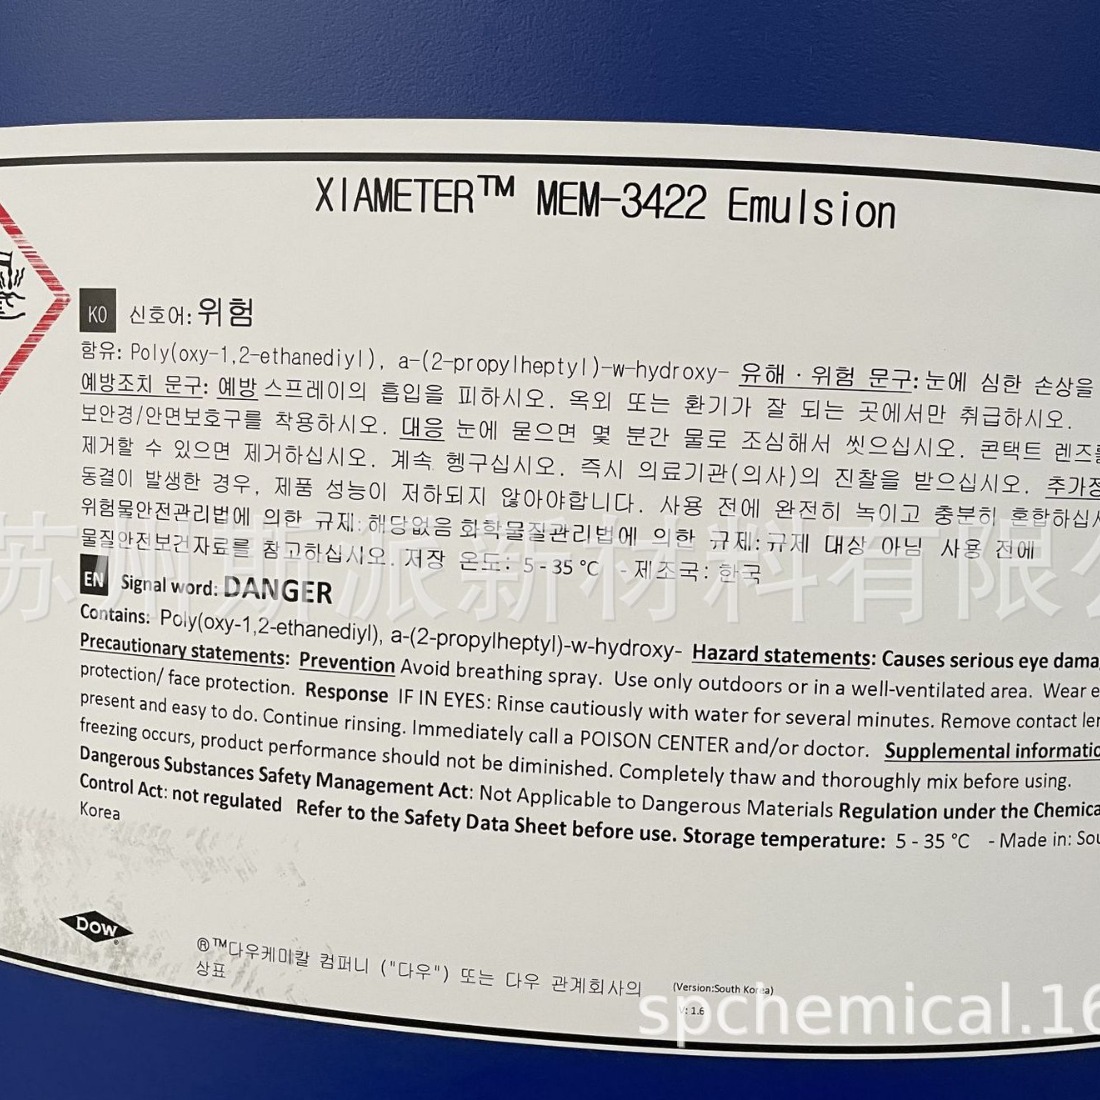 XIAMETER™ MEM-3422 Emulsion
KO 신호어: 위험
함유: Poly(oxy-1,2-ethanediyl), a-(2-propylheptyl)-w-hydroxy- 유해 · 위험 문구: 눈에 심한 손상을
예방조치 문구: 예방 스프레이의 흡입을 피하시오. 옥외 또는 환기가 잘 되는 곳에서만 취급하시오.
보안경/안면보호구를 착용하시오. 대응 눈에 묻으면 몇 분간 물로 조심해서 씻으십시오. 콘택트 렌즈를
제거할 수 있으면 제거하십시오. 계속 헹구십시오. 즉시 의료기관(의사)의 진찰을 받으십시오. 추가정
동결이 발생한 경우, 제품 성능이 저하되지 않아야합니다. 사용 전에 완전히 녹이고 충분히 혼합하십시
위험물안전관리법에 의한 규제: 해당없음 화학물질관리법에 의한 규제: 규제 대상 아님 사용 전에
물질안전보건자료를 참고하십시오. 저장 온도: 5 - 35 °C - 제조국: 한국
苏州斯派新材料有限公
EN Signal word: DANGER
Contains: Poly(oxy-1,2-ethanediyl), a-(2-propylheptyl)-w-hydroxy- Hazard statements: Causes serious eye dama
Precautionary statements: Prevention Avoid breathing spray. Use only outdoors or in a well-ventilated area. Wear e
protection/ face protection. Response IF IN EYES: Rinse cautiously with water for several minutes. Remove contact len
present and easy to do. Continue rinsing. Immediately call a POISON CENTER and/or doctor. Supplemental informatio
freezing occurs, product performance should not be diminished. Completely thaw and thoroughly mix before using.
Dangerous Substances Safety Management Act: Not Applicable to Dangerous Materials Regulation under the Chemica
Control Act: not regulated Refer to the Safety Data Sheet before use. Storage temperature: 5 - 35 °C - Made in: Sou
Korea
DOW
®™다우케미칼 컴퍼니 ("다우") 또는 다우 관계회사의
상표
(Version:South Korea)
V: 1.6
spchemical.16